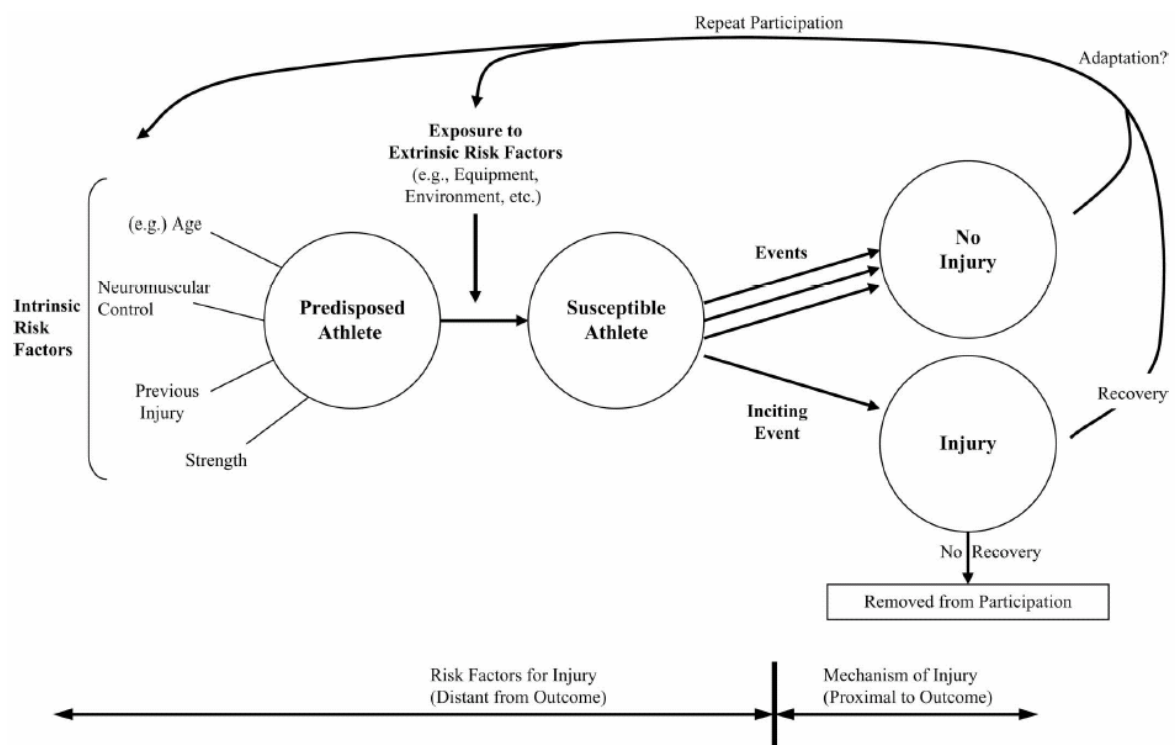 Repeat Participation
Adaptation?
Exposure to
Extrinsic Risk Factors
(e.g., Equipment,
Environment, etc.)
(e.g.) Age
Neuromuscular
Control
Intrinsic
Risk
Factors
Previous
Injury
Strength
Predisposed
Athlete
Susceptible
Athlete
Events
Inciting
Event
No
Injury
Injury
Recovery
No Recovery
Removed from Participation
Risk Factors for Injury
(Distant from Outcome)
Mechanism of Injury
(Proximal to Outcome)